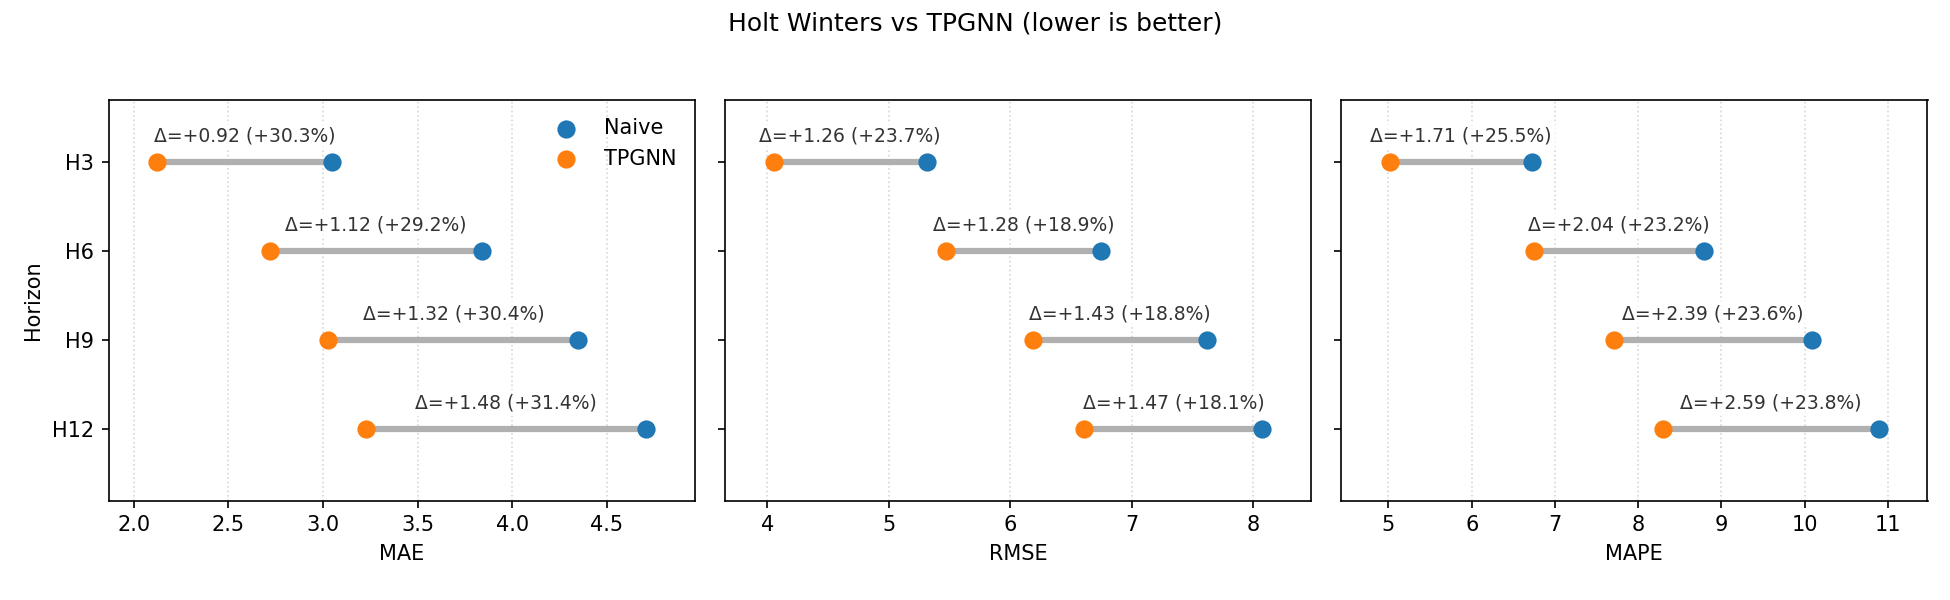 Holt Winters vs TPGNN (lower is better)
Naive
TPGNN
Horizon
H3
H6
H9
H12
Δ=+0.92 (+30.3%)
Δ=+1.12 (+29.2%)
Δ=+1.32 (+30.4%)
Δ=+1.48 (+31.4%)
2.0 2.5 3.0 3.5 4.0 4.5
MAE
Δ=+1.26 (+23.7%)
Δ=+1.28 (+18.9%)
Δ=+1.43 (+18.8%)
Δ=+1.47 (+18.1%)
4 5 6 7 8
RMSE
Δ=+1.71 (+25.5%)
Δ=+2.04 (+23.2%)
Δ=+2.39 (+23.6%)
Δ=+2.59 (+23.8%)
5 6 7 8 9 10 11
MAPE